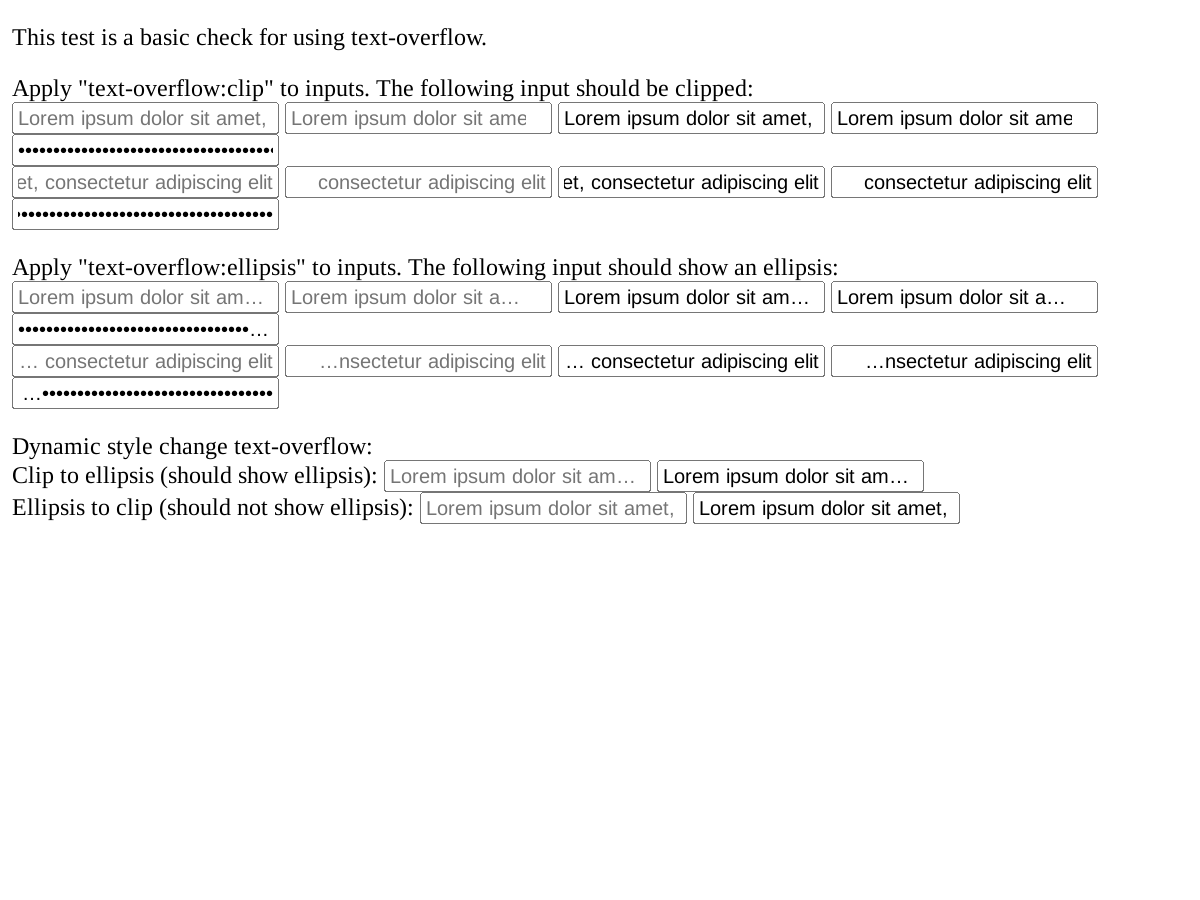 This test is a basic check for using text-overflow.
Apply "text-overflow:clip" to inputs. The following input should be clipped:
Lorem ipsum dolor sit amet, Lorem ipsum dolor sit ame Lorem ipsum dolor sit amet, Lorem ipsum dolor sit ame
•••••••••••••••••••••••••••••••••••••
et, consectetur adipiscing elit consectetur adipiscing elit et, consectetur adipiscing elit consectetur adipiscing elit
•••••••••••••••••••••••••••••••••••••
Apply "text-overflow:ellipsis" to inputs. The following input should show an ellipsis:
Lorem ipsum dolor sit am… Lorem ipsum dolor sit a… Lorem ipsum dolor sit am… Lorem ipsum dolor sit a…
•••••••••••••••••••••••••••••••••…
… consectetur adipiscing elit …nsectetur adipiscing elit … consectetur adipiscing elit …nsectetur adipiscing elit
…•••••••••••••••••••••••••••••••••
Dynamic style change text-overflow:
Clip to ellipsis (should show ellipsis): Lorem ipsum dolor sit am… Lorem ipsum dolor sit am…
Ellipsis to clip (should not show ellipsis): Lorem ipsum dolor sit amet, Lorem ipsum dolor sit amet,